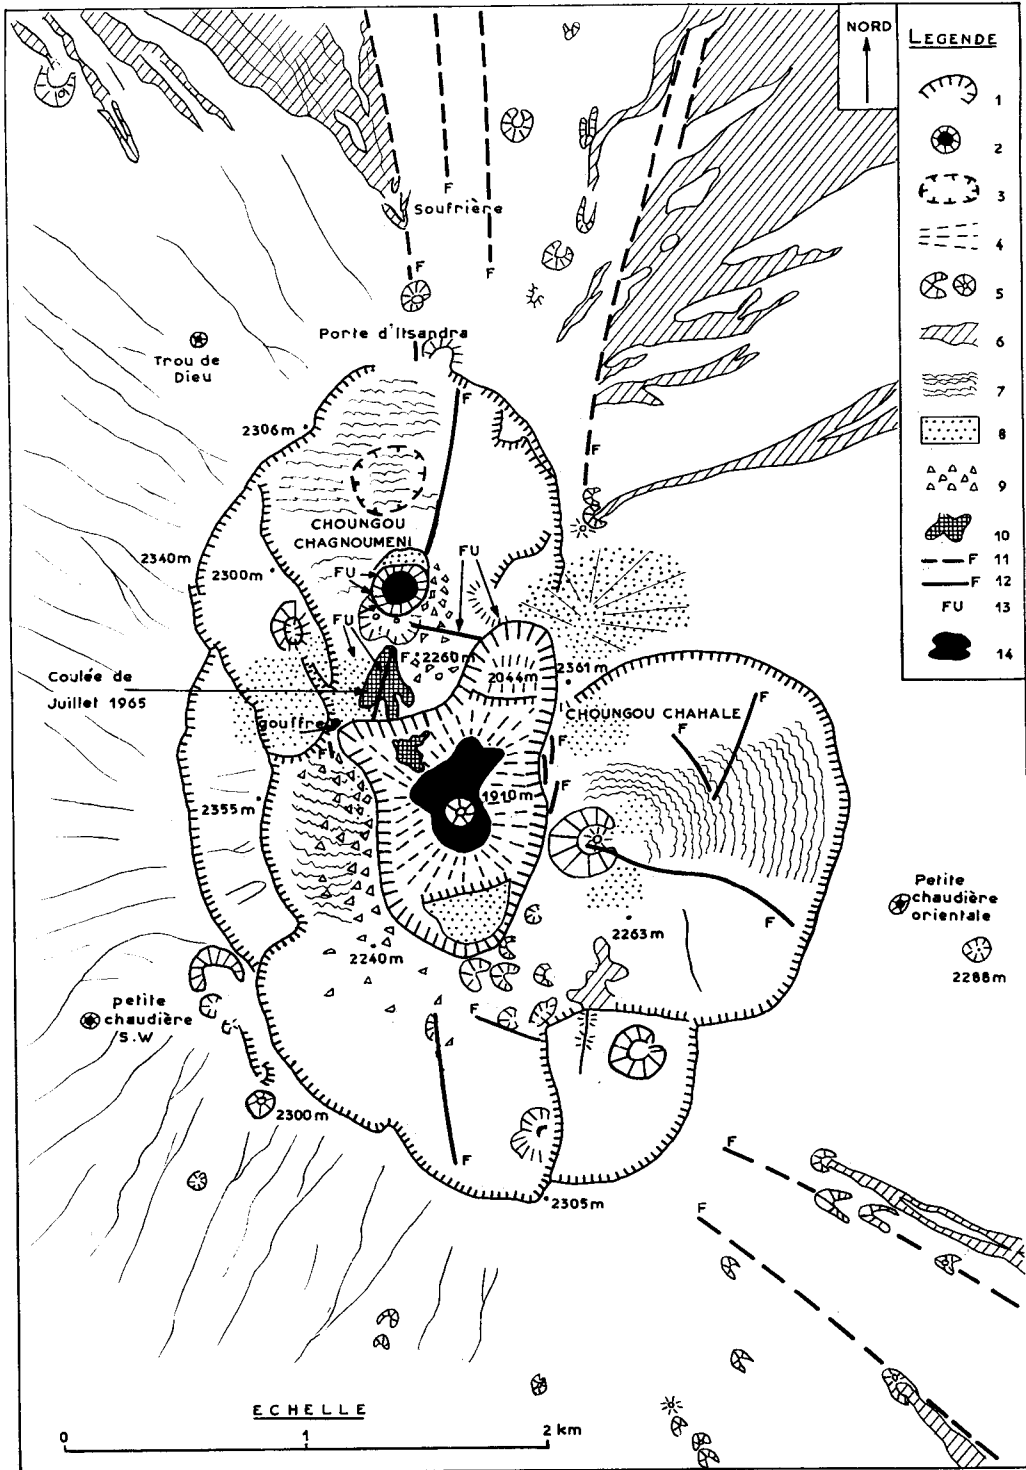 NORD
LEGENDE
1
2
3
4
5
6
7
8
9
10
F 11
F 12
FU 13
14
F
Soufrière
F
F
Porte d'Itsandra
Trou de
Dieu
F
2306m
F
CHOUNGOU
CHAGNOUMENI
2340m
2300m
FU
FU
FU
F
2260m
2361m
2044m
Coulée de
Juillet 1965
gouffre
CHOUNGOU CHAHALE
F
F
F
F
F
1910m
2355m
F
Petite
chaudière
orientale
2263m
2240m
2288m
petite
chaudière
S.W
F
2300m
F
F
2305m
F
ECHELLE
0
1
2 km